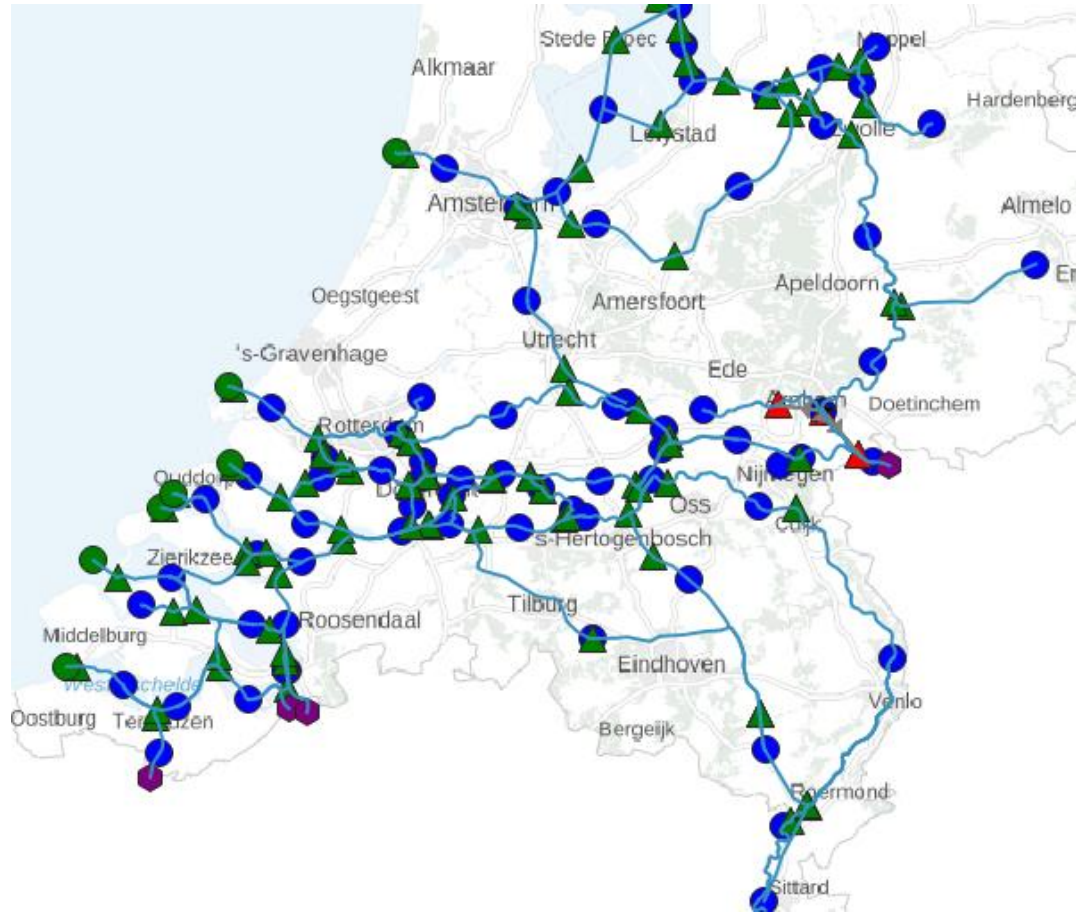 Stede Broec
Meppel
Alkmaar
Hardenberg
Lelystad
Zwolle
Amsterdam
Almelo
Apeldoorn
Oegstgeest
Amersfoort
Utrecht
's-Gravenhage
Ede
Arnhem
Doetinchem
Rotterdam
Ouddorp
Nijmegen
Oss
Cuijk
's-Hertogenbosch
Zierikzee
Tilburg
Roosendaal
Middelburg
Eindhoven
Westerschelde
Venlo
Oostburg
Terneuzen
Bergeijk
Roermond
Sittard